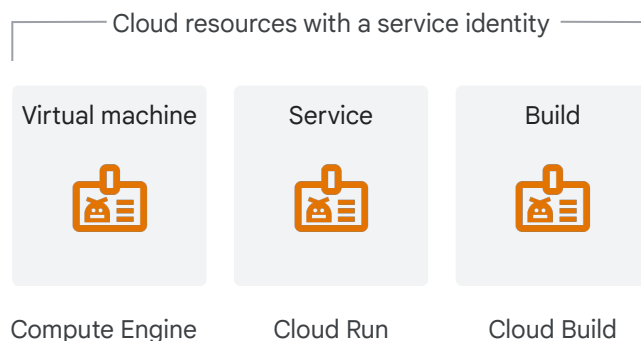 Cloud resources with a service identity
Virtual machine
Service
Build
Compute Engine
Cloud Run
Cloud Build